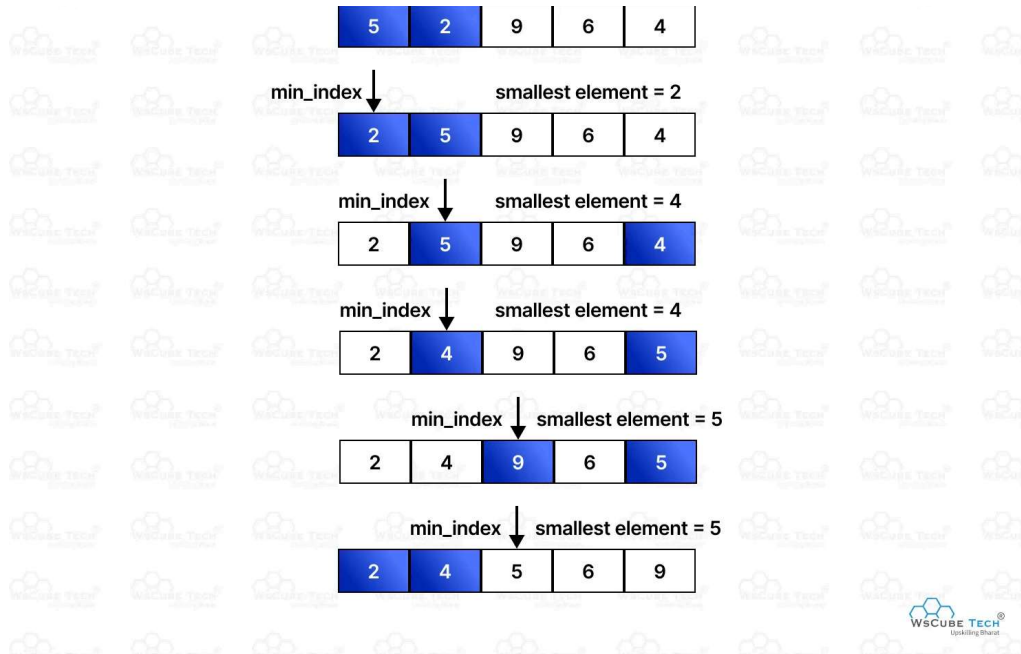 5 2 9 6 4
min_index smallest element = 2
2 5 9 6 4
min_index smallest element = 4
2 5 9 6 4
min_index smallest element = 4
2 4 9 6 5
min_index smallest element = 5
2 4 9 6 5
min_index smallest element = 5
2 4 5 6 9
WsCube Tech®
Upskilling Bharat